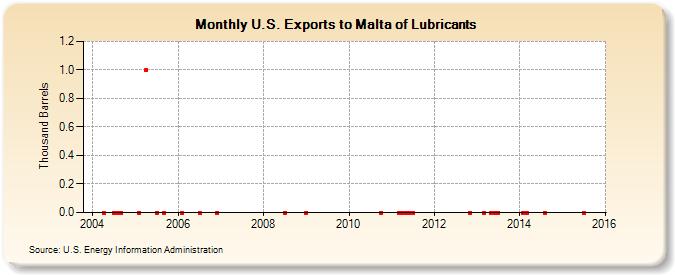 Monthly U.S. Exports to Malta of Lubricants
Thousand Barrels
1.2
1.0
0.8
0.6
0.4
0.2
0.0
2004 2006 2008 2010 2012 2014 2016
Source: U.S. Energy Information Administration